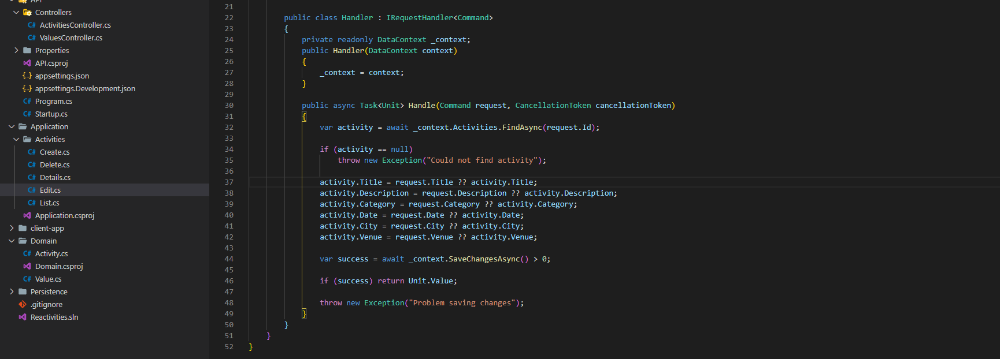 API
Controllers
C# ActivitiesController.cs
C# ValuesController.cs
Properties
API.csproj
{..} appsettings.json
{..} appsettings.Development.json
C# Program.cs
C# Startup.cs
Application
Activities
C# Create.cs
C# Delete.cs
C# Details.cs
C# Edit.cs
C# List.cs
Application.csproj
client-app
Domain
C# Activity.cs
Domain.csproj
C# Value.cs
Persistence
.gitignore
Reactivities.sln
21
22 public class Handler : IRequestHandler<Command>
23 {
24 private readonly DataContext _context;
25 public Handler(DataContext context)
26 {
27 _context = context;
28 }
29
30 public async Task<Unit> Handle(Command request, CancellationToken cancellationToken)
31 {
32 var activity = await _context.Activities.FindAsync(request.Id);
33
34 if (activity == null)
35 throw new Exception("Could not find activity");
36
37 activity.Title = request.Title ?? activity.Title;
38 activity.Description = request.Description ?? activity.Description;
39 activity.Category = request.Category ?? activity.Category;
40 activity.Date = request.Date ?? activity.Date;
41 activity.City = request.City ?? activity.City;
42 activity.Venue = request.Venue ?? activity.Venue;
43
44 var success = await _context.SaveChangesAsync() > 0;
45
46 if (success) return Unit.Value;
47
48 throw new Exception("Problem saving changes");
49 }
50 }
51 }
52 }